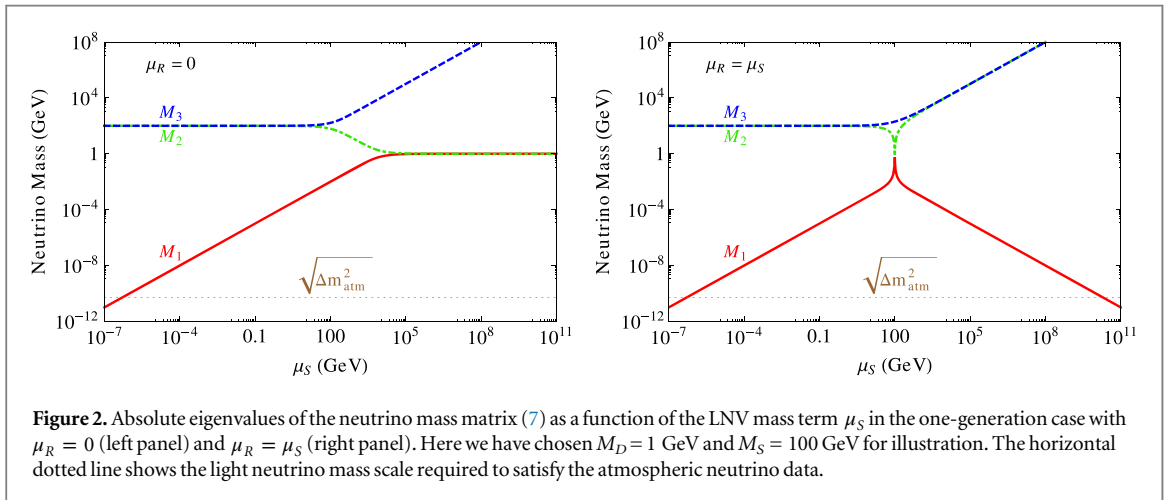 10^8
10^4
1
10^-4
10^-8
10^-12
Neutrino Mass (GeV)
μ_R = 0
M_3
M_2
M_1
√Δm²_atm
10^-7 10^-4 0.1 100 10^5 10^8 10^11
μ_S (GeV)
10^8
10^4
1
10^-4
10^-8
10^-12
Neutrino Mass (GeV)
μ_R = μ_S
M_3
M_2
M_1
√Δm²_atm
10^-7 10^-4 0.1 100 10^5 10^8 10^11
μ_S (GeV)
Figure 2. Absolute eigenvalues of the neutrino mass matrix (7) as a function of the LNV mass term μ_S in the one-generation case with
μ_R = 0 (left panel) and μ_R = μ_S (right panel). Here we have chosen M_D = 1 GeV and M_S = 100 GeV for illustration. The horizontal
dotted line shows the light neutrino mass scale required to satisfy the atmospheric neutrino data.